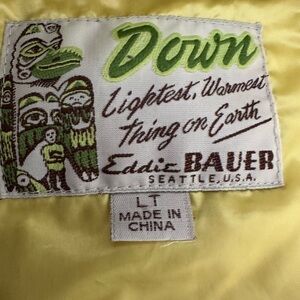 Down
Lightest, Warmest
Thing on Earth
Eddie BAUER
SEATTLE, U.S.A.
LT
MADE IN
CHINA